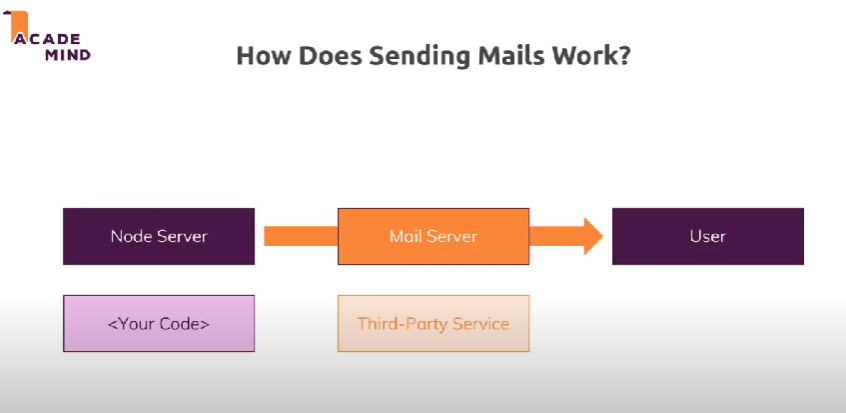 ACADE
MIND
How Does Sending Mails Work?
Node Server
Mail Server
User
<Your Code>
Third-Party Service